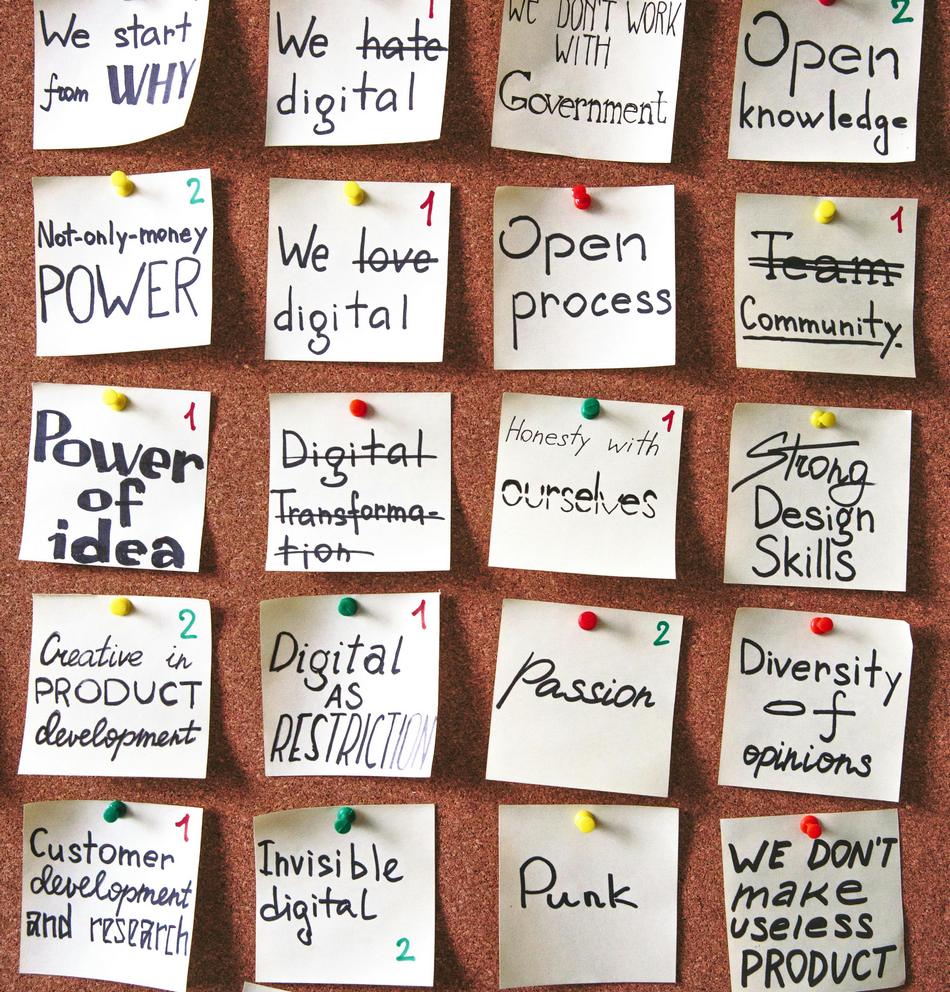 We start
from WHY
1
We hate
digital
WE DON'T WORK
WITH
Government
2
Open
knowledge
2
Not-only-money
POWER
1
We love
digital
Open
process
1
Team
Community.
1
Power
of
idea
Digital
Transforma-
tion
1
Honesty with
ourselves
Strong
Design
Skills
2
Creative in
PRODUCT
development
1
Digital
AS
RESTRICTION
2
Passion
Diversity
of
opinions
1
Customer
development
and research
Invisible
digital
2
Punk
WE DON'T
make
useless
PRODUCT